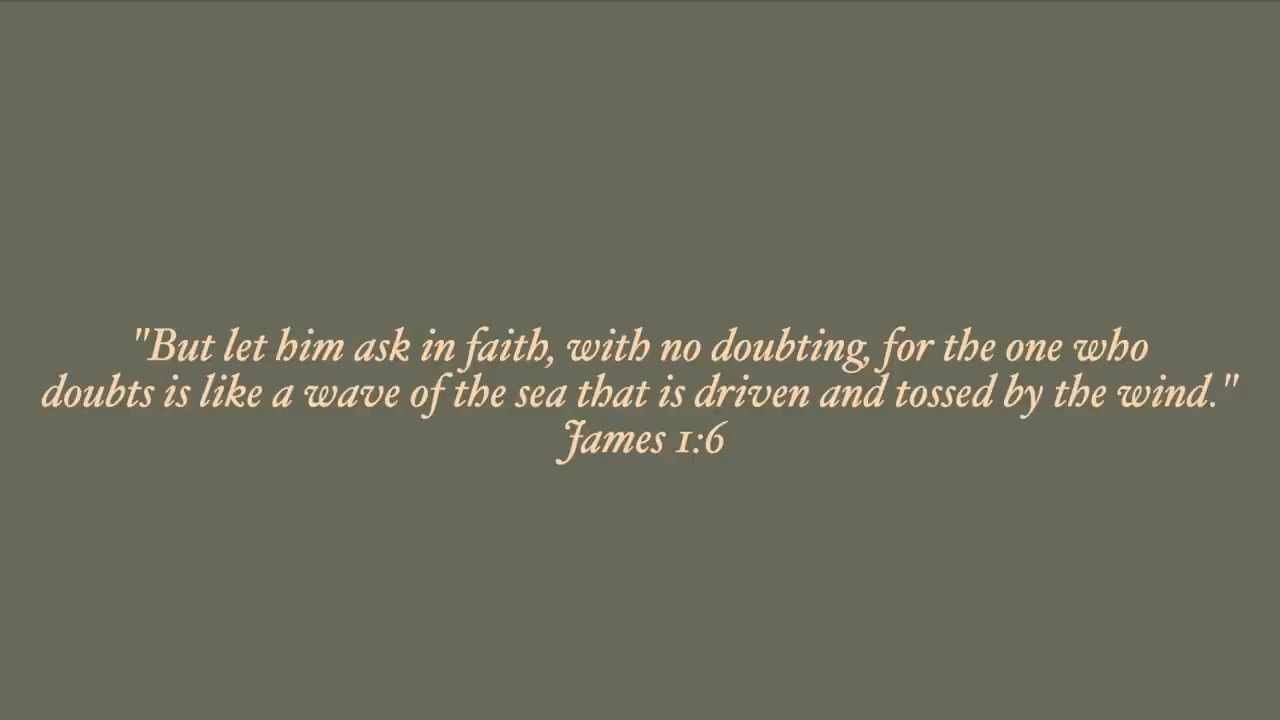 "But let him ask in faith, with no doubting, for the one who
doubts is like a wave of the sea that is driven and tossed by the wind."
James 1:6